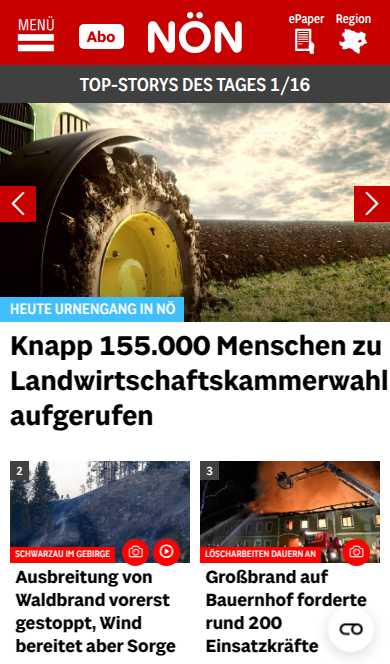 MENÜ
Abo
NÖN
ePaper
Region
TOP-STORYS DES TAGES 1/16
HEUTE URNENGANG IN NÖ
Knapp 155.000 Menschen zu
Landwirtschaftskammerwahl
aufgerufen
2
SCHWARZAU IM GEBIRGE
Ausbreitung von
Waldbrand vorerst
gestoppt, Wind
bereitet aber Sorge
3
LÖSCHARBEITEN DAUERN AN
Großbrand auf
Bauernhof forderte
rund 200
Einsatzkräfte